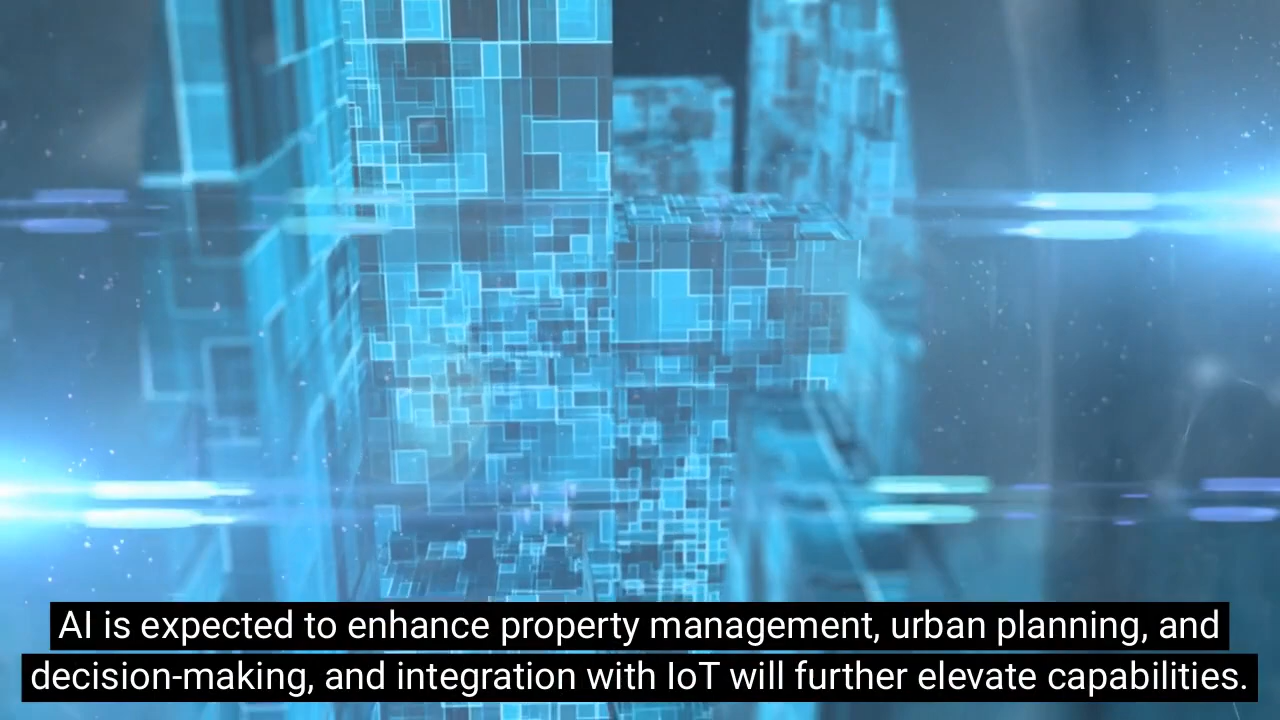 AI is expected to enhance property management, urban planning, and
decision-making, and integration with IoT will further elevate capabilities.